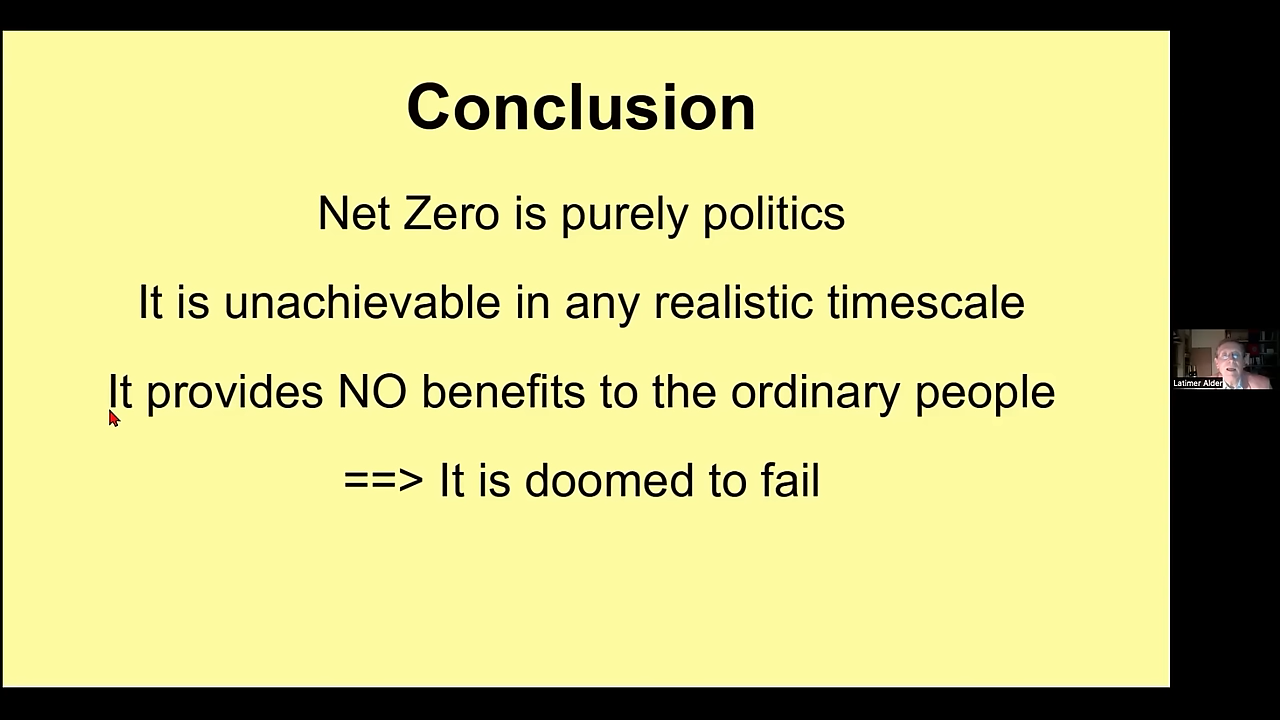 Conclusion
Net Zero is purely politics
It is unachievable in any realistic timescale
It provides NO benefits to the ordinary people
==> It is doomed to fail
Latimer Alder